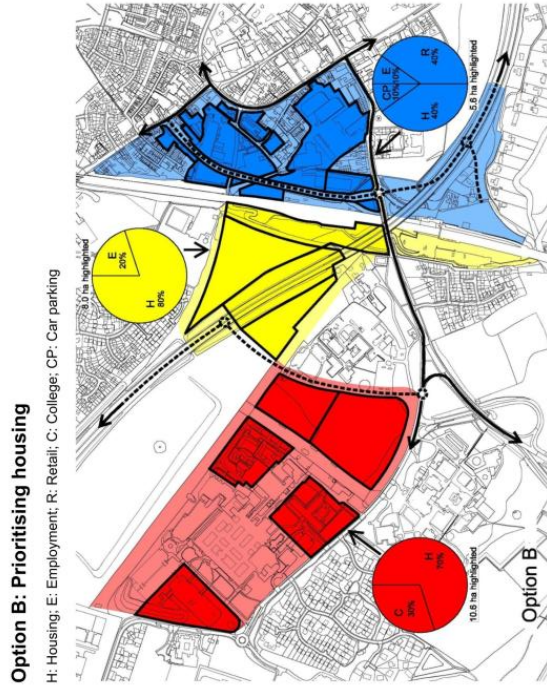 Option B: Prioritising housing
H: Housing; E: Employment; R: Retail; C: College; CP: Car parking
8.0 ha highlighted
E
20%
H
80%
CP
10%
E
10%
R
40%
H
40%
5.6 ha highlighted
C
30%
H
70%
10.6 ha highlighted
Option B